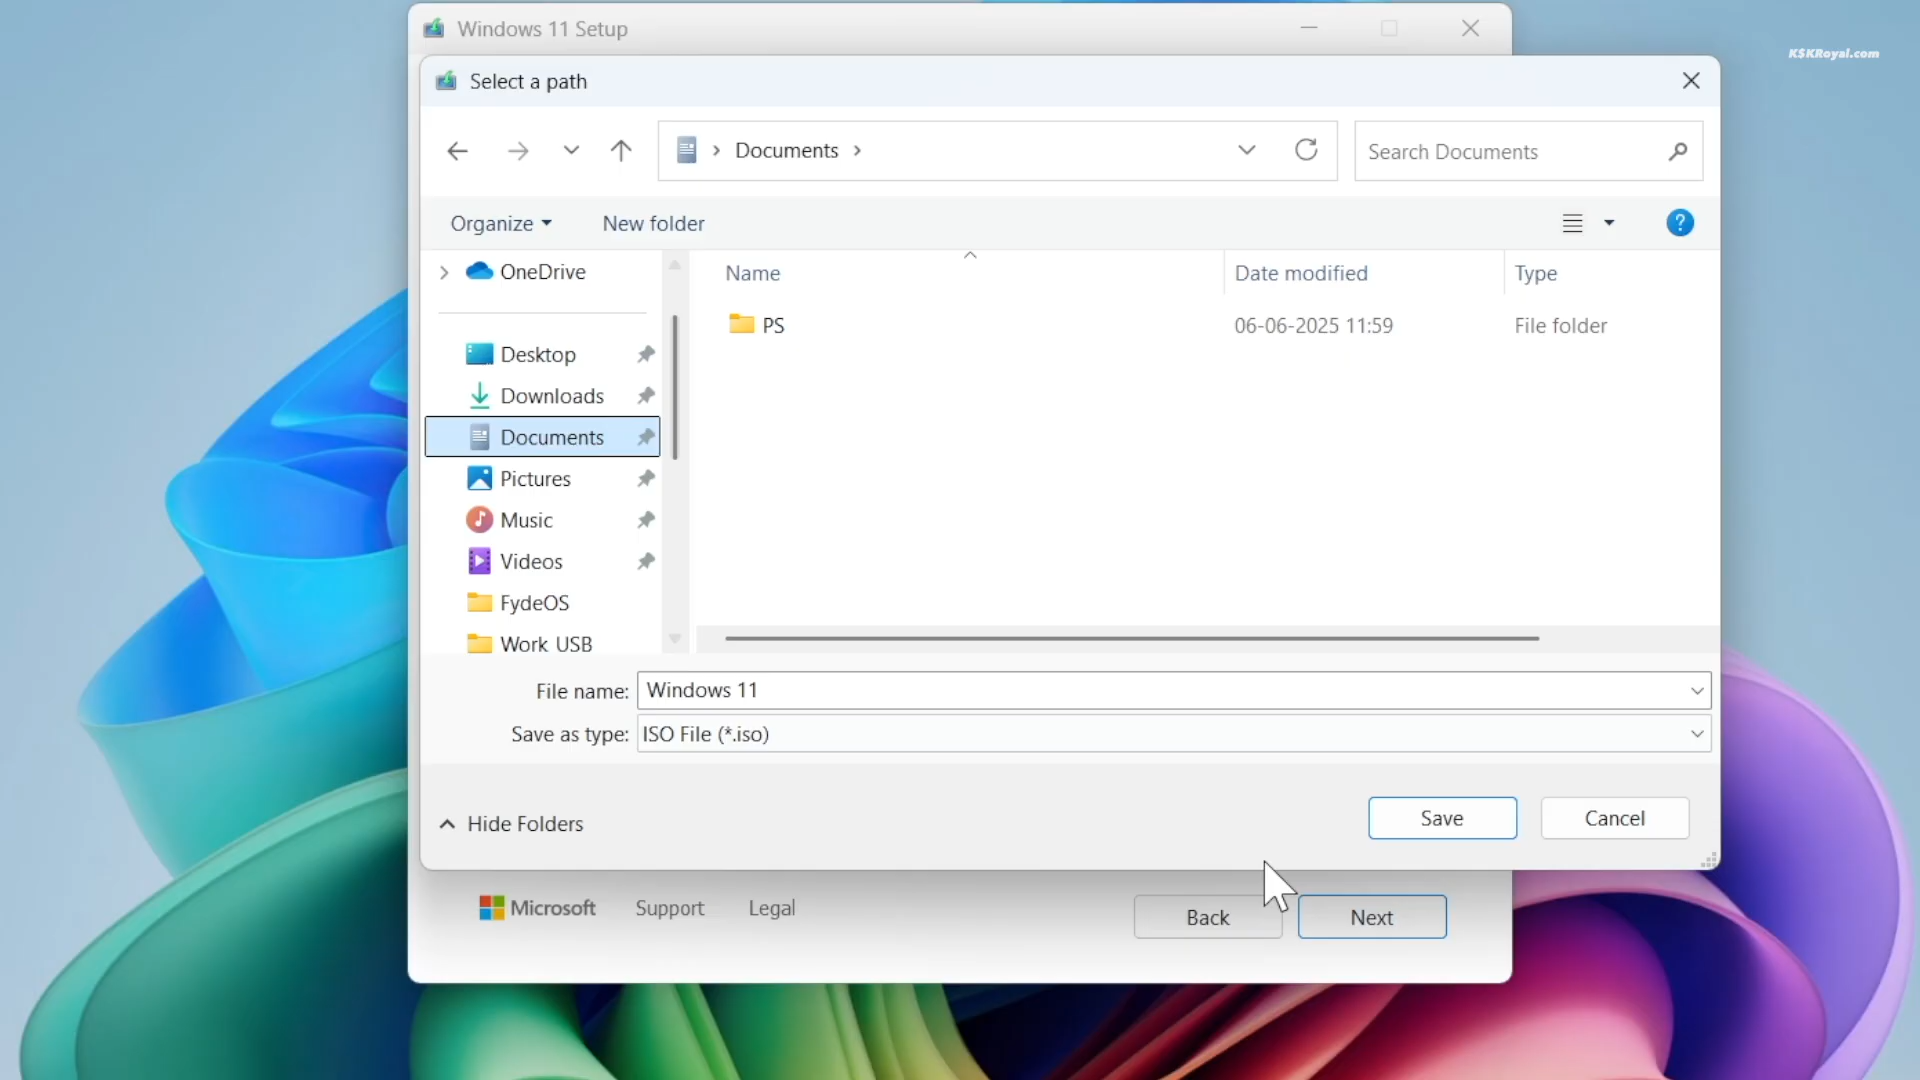 Windows 11 Setup
KSKRoyal.com
Select a path
Documents
Search Documents
Organize
New folder
?
OneDrive
Name
Date modified
Type
PS
06-06-2025 11:59
File folder
Desktop
Downloads
Documents
Pictures
Music
Videos
FydeOS
Work USB
File name:
Windows 11
Save as type:
ISO File (*.iso)
Hide Folders
Save
Cancel
Microsoft
Support
Legal
Back
Next